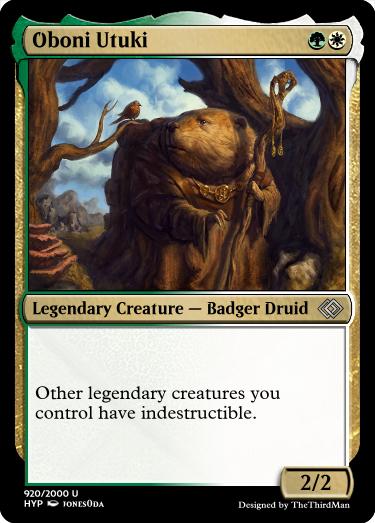 Oboni Utuki
Legendary Creature — Badger Druid
Other legendary creatures you
control have indestructible.
2/2
920/2000 U
HYP JONES0DA
Designed by TheThirdMan